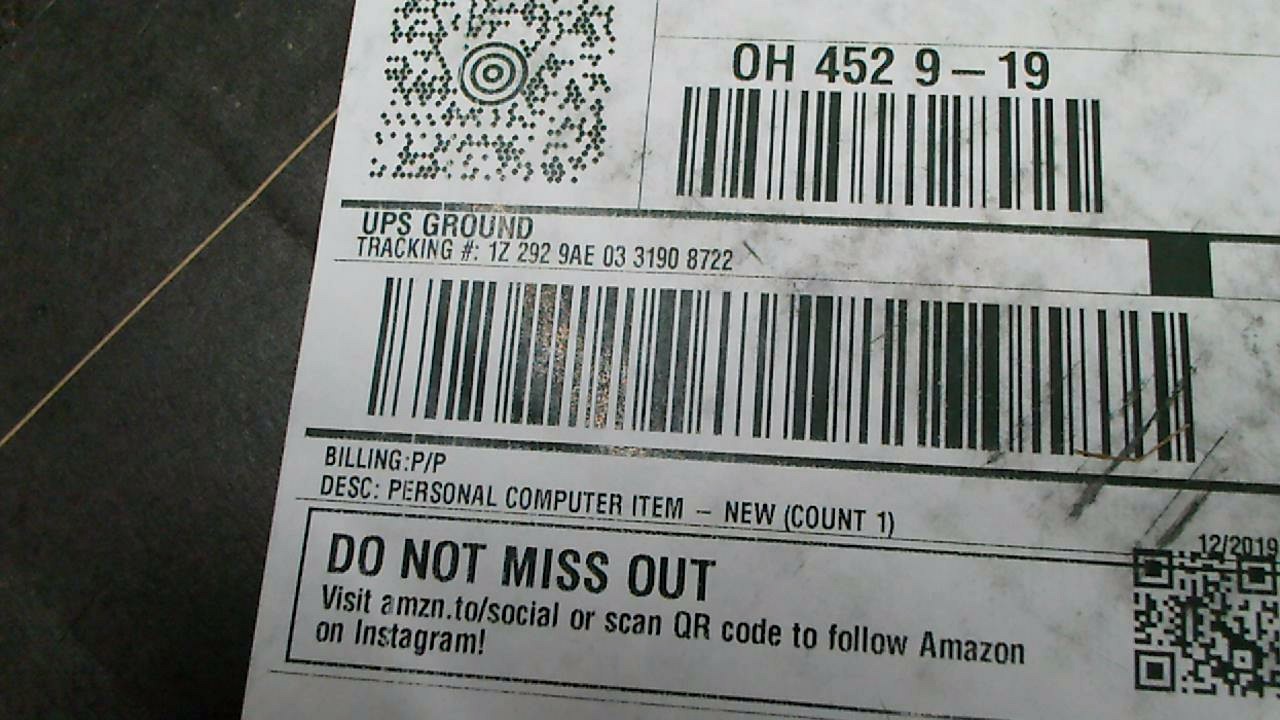 OH 452 9 – 19
UPS GROUND
TRACKING #: 1Z 292 9AE 03 3190 8722
BILLING:P/P
DESC: PERSONAL COMPUTER ITEM – NEW (COUNT 1)
12/2019
DO NOT MISS OUT
Visit amzn.to/social or scan QR code to follow Amazon
on Instagram!